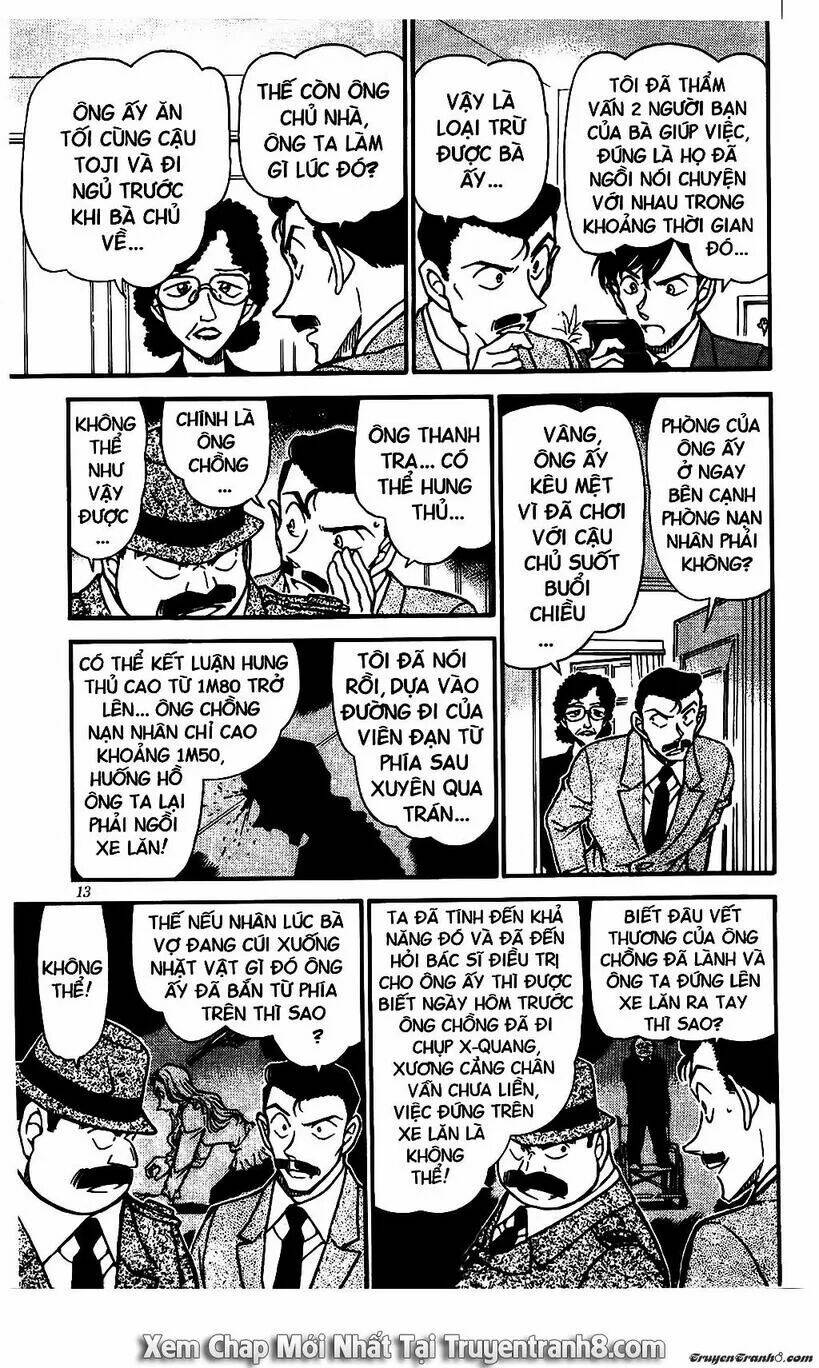 TÔI ĐÃ THẨM
VẤN 2 NGƯỜI BẠN
CỦA BÀ GIÚP VIỆC,
ĐÚNG LÀ HỌ ĐÃ
NGỒI NÓI CHUYỆN
VỚI NHAU TRONG
KHOẢNG THỜI GIAN
ĐÓ...
VẬY LÀ
LOẠI TRỪ
ĐƯỢC BÀ
ẤY...
THẾ CÒN ÔNG
CHỦ NHÀ,
ÔNG TA LÀM
GÌ LÚC ĐÓ?
ÔNG ẤY ĂN
TỐI CÙNG CẬU
TOJI VÀ ĐI
NGỦ TRƯỚC
KHI BÀ CHỦ
VỀ...
PHÒNG CỦA
ÔNG ẤY
Ở NGAY
BÊN CẠNH
PHÒNG NẠN
NHÂN PHẢI
KHÔNG?
VÂNG,
ÔNG ẤY
KÊU MỆT
VÌ ĐÃ CHƠI
VỚI CẬU
CHỦ SUỐT
BUỔI
CHIỀU
...
ÔNG THANH
TRA... CÓ
THỂ HUNG
THỦ...
CHÍNH LÀ
ÔNG
CHỒNG
...
KHÔNG
THỂ
NHƯ
VẬY
ĐƯỢC
...
TÔI ĐÃ NÓI
RỒI, DỰA VÀO
ĐƯỜNG ĐI CỦA
VIÊN ĐẠN TỪ
PHÍA SAU
XUYÊN QUA
TRÁN...
CÓ THỂ KẾT LUẬN HUNG
THỦ CAO TỪ 1M80 TRỞ
LÊN... ÔNG CHỒNG
NẠN NHÂN CHỈ CAO
KHOẢNG 1M50,
HUỐNG HỒ
ÔNG TA LẠI
PHẢI NGỒI
XE LĂN!
13
BIẾT ĐÂU VẾT
THƯƠNG CỦA ÔNG
CHỒNG ĐÃ LÀNH VÀ
ÔNG TA ĐỨNG LÊN
XE LĂN RA TAY
THÌ SAO?
TA ĐÃ TÍNH ĐẾN KHẢ
NĂNG ĐÓ VÀ ĐÃ ĐẾN
HỎI BÁC SĨ ĐIỀU TRỊ
CHO ÔNG ẤY THÌ ĐƯỢC
BIẾT NGÀY HÔM TRƯỚC
ÔNG CHỒNG ĐÃ ĐI
CHỤP X-QUANG,
XƯƠNG CẲNG CHÂN
VẪN CHƯA LIỀN,
VIỆC ĐỨNG TRÊN
XE LĂN LÀ
KHÔNG
THỂ!
THẾ NẾU NHÂN LÚC BÀ
VỢ ĐANG CÚI XUỐNG
NHẶT VẬT GÌ ĐÓ ÔNG
ẤY ĐÃ BẮN TỪ PHÍA
TRÊN THÌ SAO
?
KHÔNG
THỂ!
Xem Chap Mới Nhất Tại Truyentranh8.com
TruyenTranh8.com